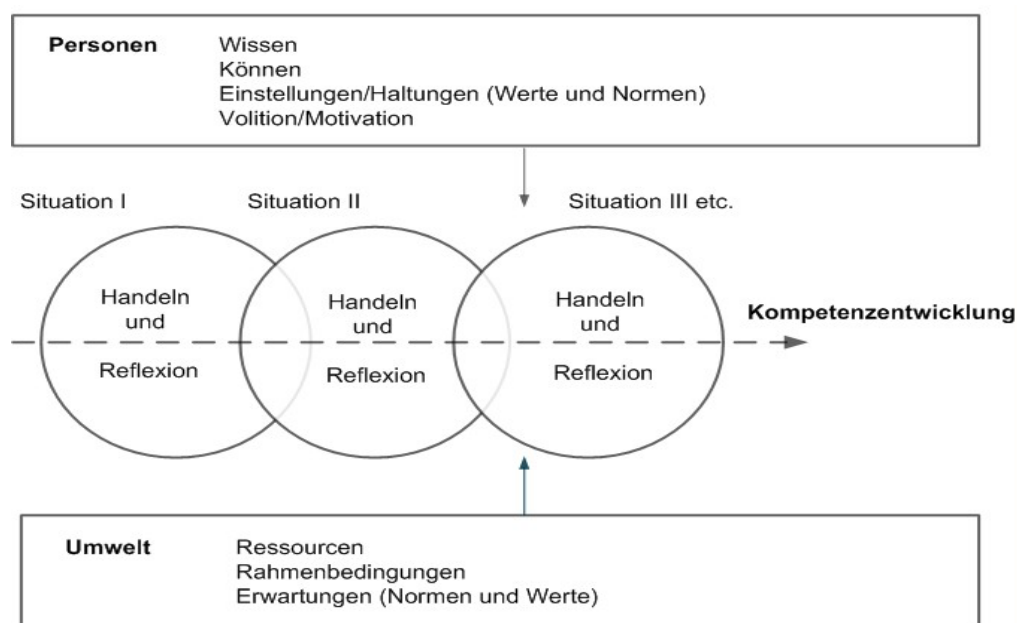 Personen Wissen
Können
Einstellungen/Haltungen (Werte und Normen)
Volition/Motivation
Situation I Situation II Situation III etc.
Handeln
und
Reflexion
Handeln
und
Reflexion
Handeln
und
Reflexion
Kompetenzentwicklung
Umwelt Ressourcen
Rahmenbedingungen
Erwartungen (Normen und Werte)